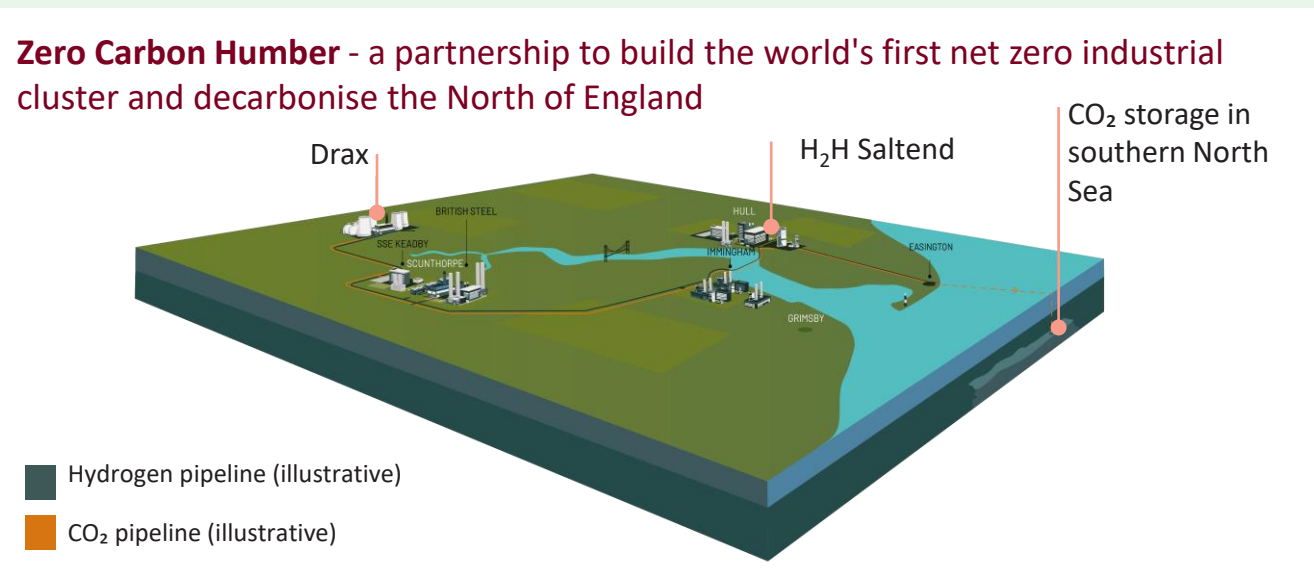 Zero Carbon Humber - a partnership to build the world's first net zero industrial
cluster and decarbonise the North of England
CO₂ storage in
southern North
Sea
Drax
H₂H Saltend
BRITISH STEEL
HULL
SSE KEADBY
IMMINGHAM
EASINGTON
SCUNTHORPE
GRIMSBY
Hydrogen pipeline (illustrative)
CO₂ pipeline (illustrative)